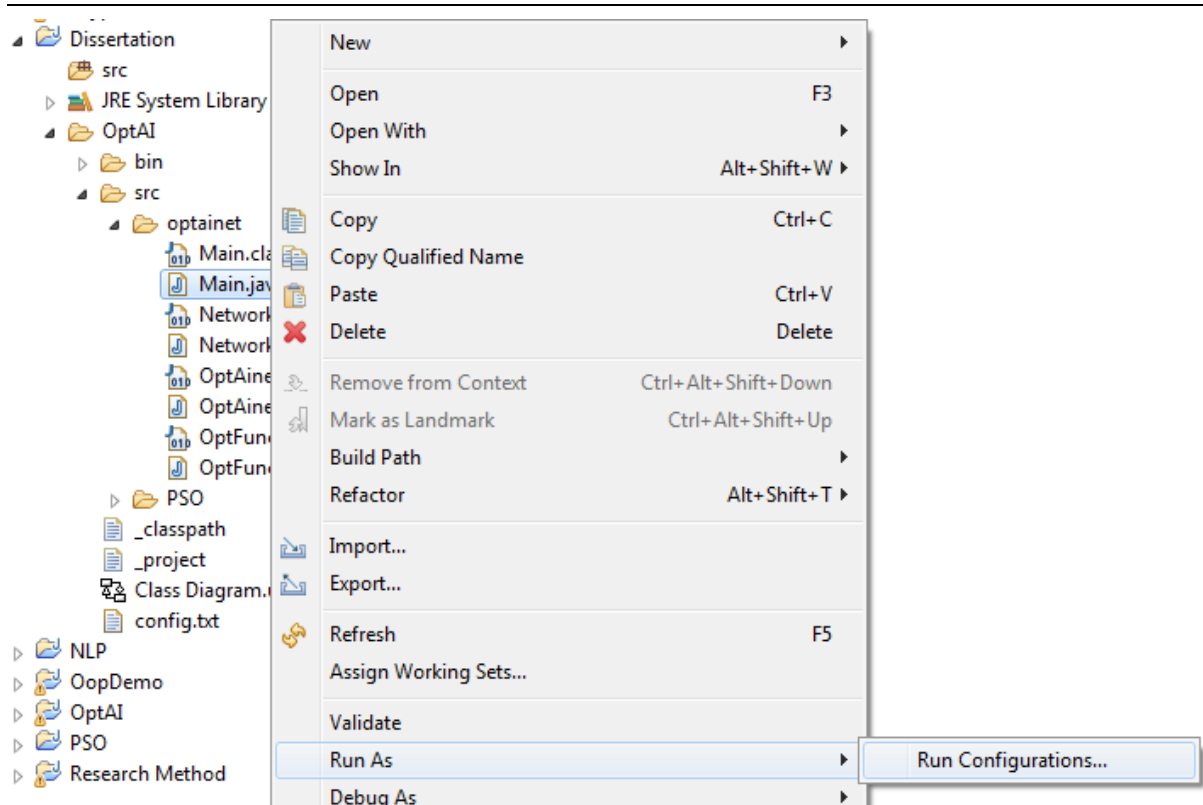 Dissertation
src
JRE System Library
OptAI
bin
src
optainet
Main.cla
Main.jav
Network
Network
OptAine
OptAine
OptFun
OptFun
PSO
_classpath
_project
Class Diagram.u
config.txt
NLP
OopDemo
OptAI
PSO
Research Method
New
Open F3
Open With
Show In Alt+Shift+W
Copy Ctrl+C
Copy Qualified Name
Paste Ctrl+V
Delete Delete
Remove from Context Ctrl+Alt+Shift+Down
Mark as Landmark Ctrl+Alt+Shift+Up
Build Path
Refactor Alt+Shift+T
Import...
Export...
Refresh F5
Assign Working Sets...
Validate
Run As
Debug As
Run Configurations...